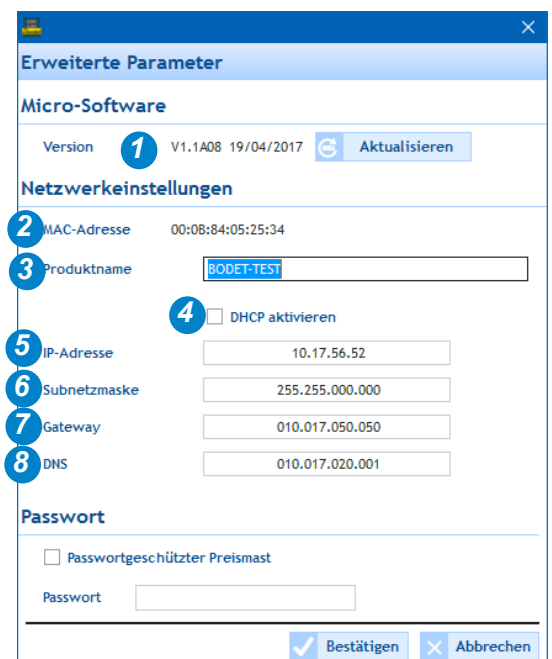 Erweiterte Parameter
Micro-Software
Version 1 V1.1A08 19/04/2017 Aktualisieren
Netzwerkeinstellungen
2 MAC-Adresse 00:0B:84:05:25:34
3 Produktname BODET-TEST
4 DHCP aktivieren
5 IP-Adresse 10.17.56.52
6 Subnetzmaske 255.255.000.000
7 Gateway 010.017.050.050
8 DNS 010.017.020.001
Passwort
Passwortgeschützter Preismast
Passwort
Bestätigen Abbrechen